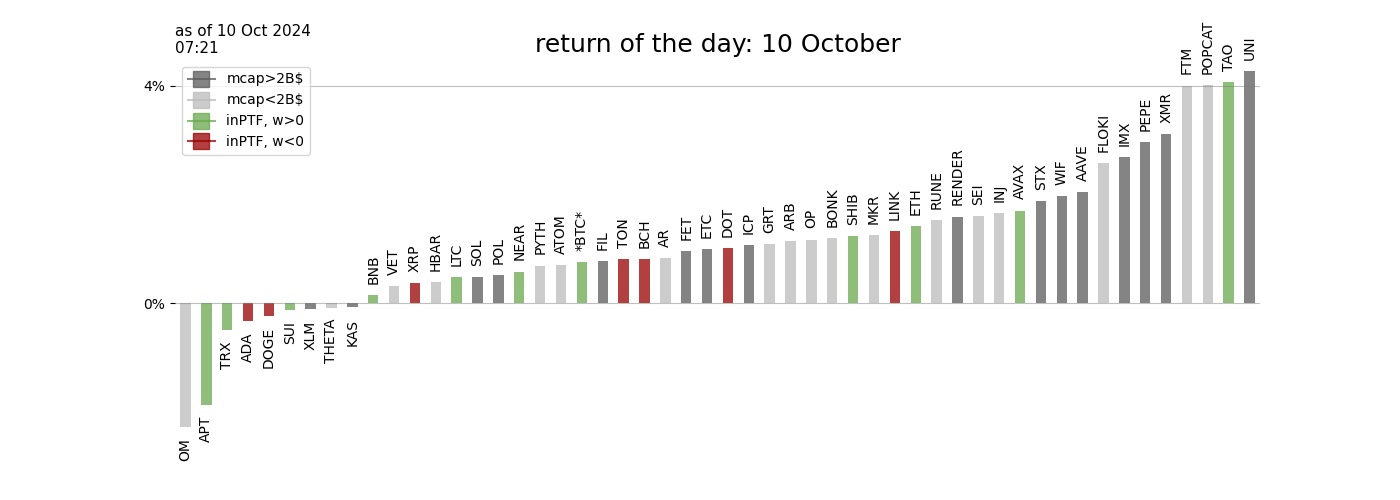 as of 10 Oct 2024
07:21
return of the day: 10 October
mcap>2B$
mcap<2B$
inPTF, w>0
inPTF, w<0
4%
0%
OM
APT
TRX
ADA
DOGE
SUI
XLM
THETA
KAS
BNB
VET
XRP
HBAR
LTC
SOL
POL
NEAR
PYTH
ATOM
*BTC*
FIL
TON
BCH
AR
FET
ETC
DOT
ICP
GRT
ARB
OP
BONK
SHIB
MKR
LINK
ETH
RUNE
RENDER
SEI
INJ
AVAX
STX
WIF
AAVE
FLOKI
IMX
PEPE
XMR
FTM
POPCAT
TAO
UNI